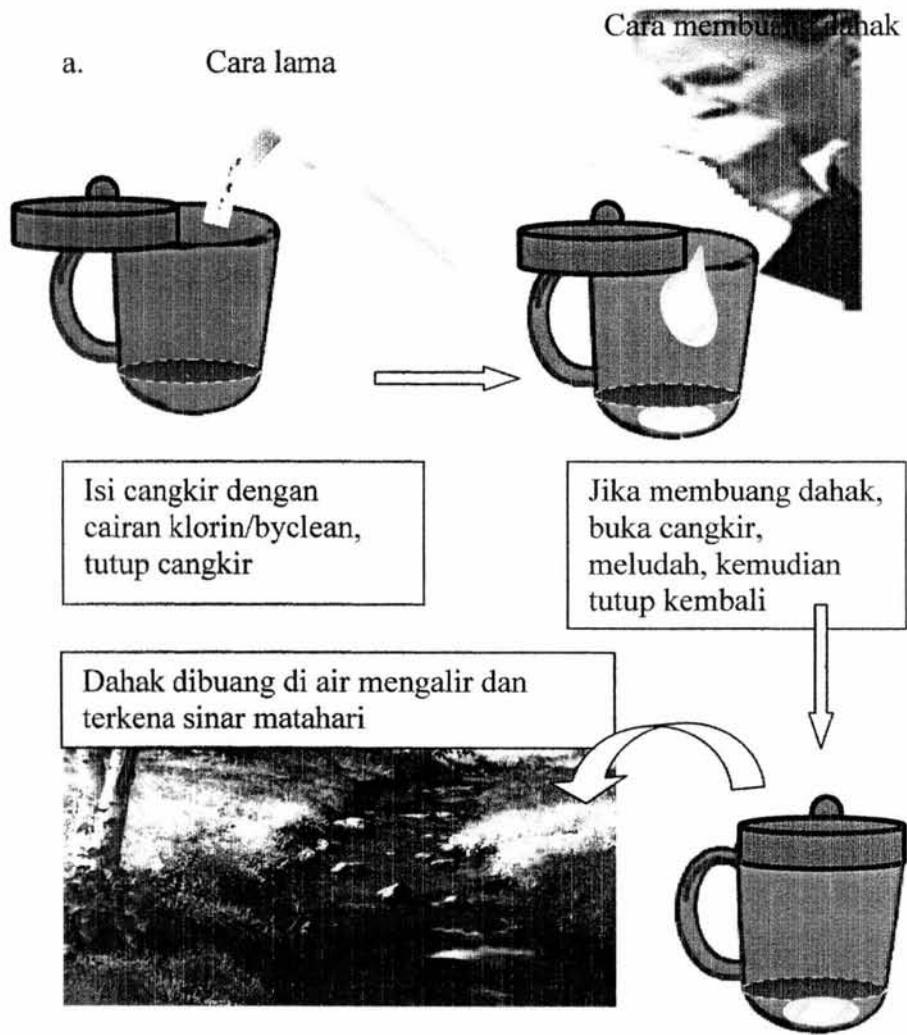 Cara membuang dahak
a. Cara lama
Isi cangkir dengan
cairan klorin/byclean,
tutup cangkir
Jika membuang dahak,
buka cangkir,
meludah, kemudian
tutup kembali
Dahak dibuang di air mengalir dan
terkena sinar matahari